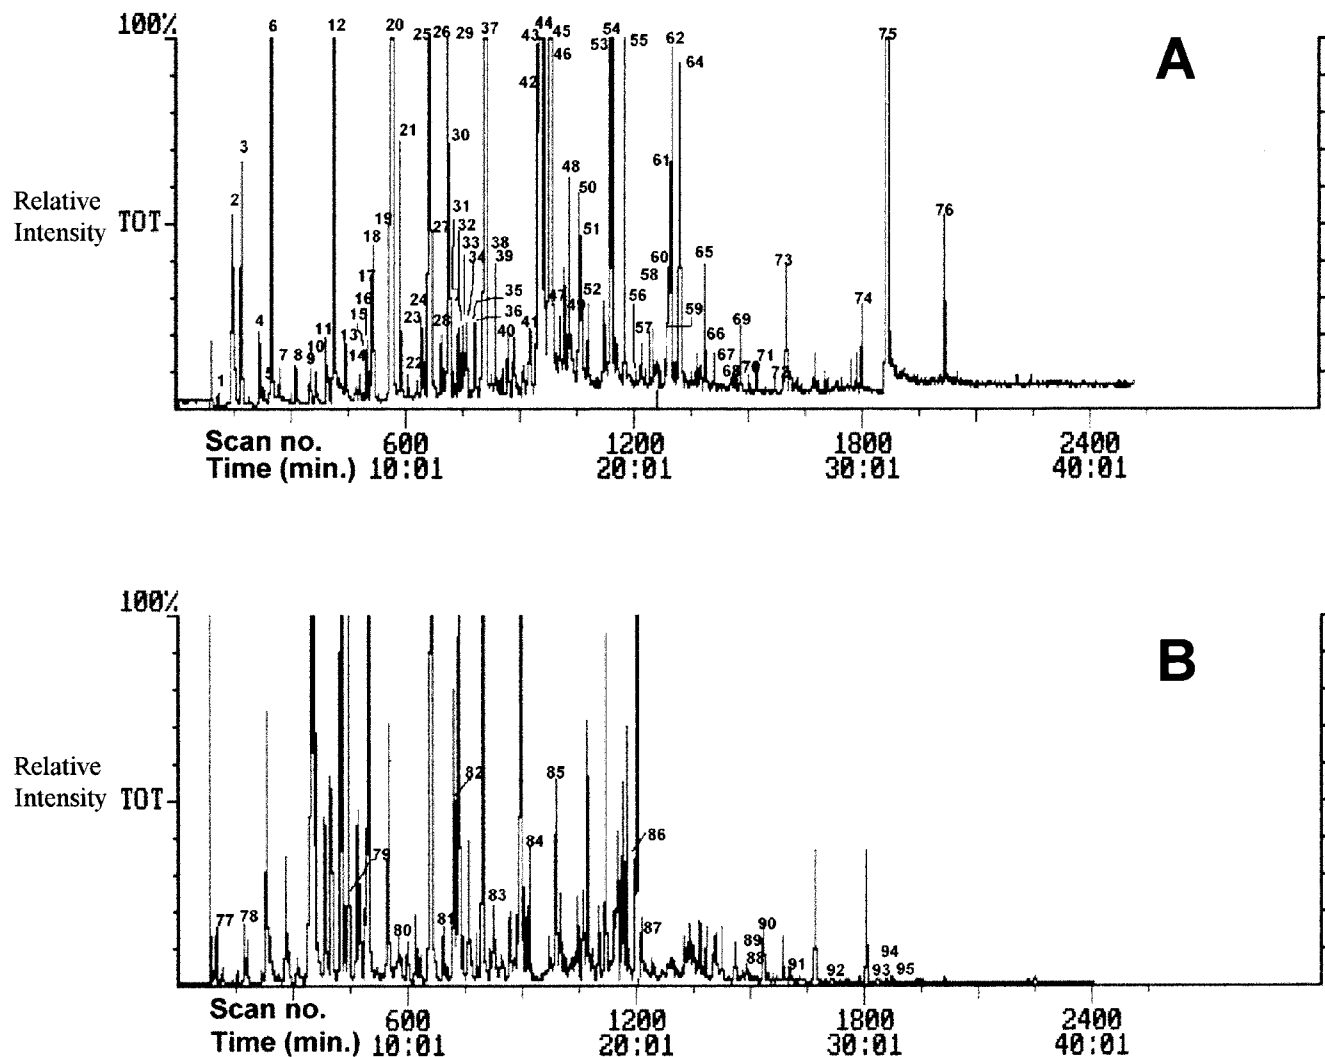 100%
6 12 20 25 26 29 37 43 44 45 53 54 55 62 75
A
42 46 64
21 30
3 61
48
50
Relative
Intensity
TOT
2 19 27 31 32 51 76
18 33 34 38 39 60 65 73
17 24 35 58
16 23 36 47 49 52 56 59 74
4 11 15 13 28 40 41 57 66 69
7 8 9 10 14 67 71
1 5 22 68 70 72
Scan no. 600 1200 1800 2400
Time (min.) 10:01 20:01 30:01 40:01
100%
B
Relative
Intensity
TOT
82 85
86
79 84
83
77 78 80 81 87 90
89 94
88 91 92 93 95
Scan no. 600 1200 1800 2400
Time (min.) 10:01 20:01 30:01 40:01